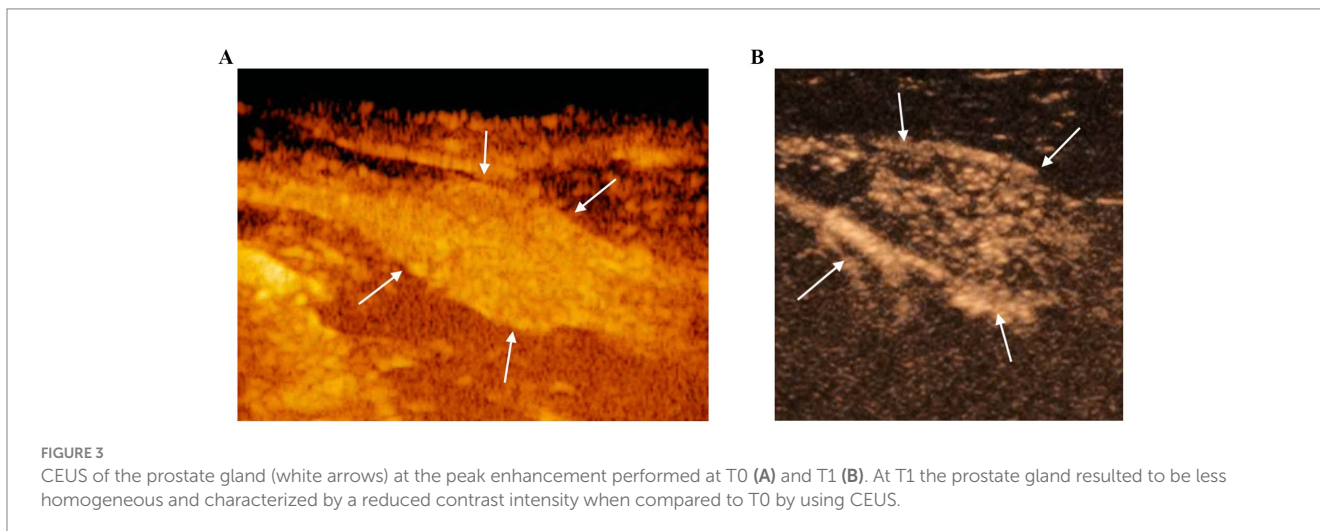 A
B
FIGURE 3
CEUS of the prostate gland (white arrows) at the peak enhancement performed at T0 (A) and T1 (B). At T1 the prostate gland resulted to be less
homogeneous and characterized by a reduced contrast intensity when compared to T0 by using CEUS.